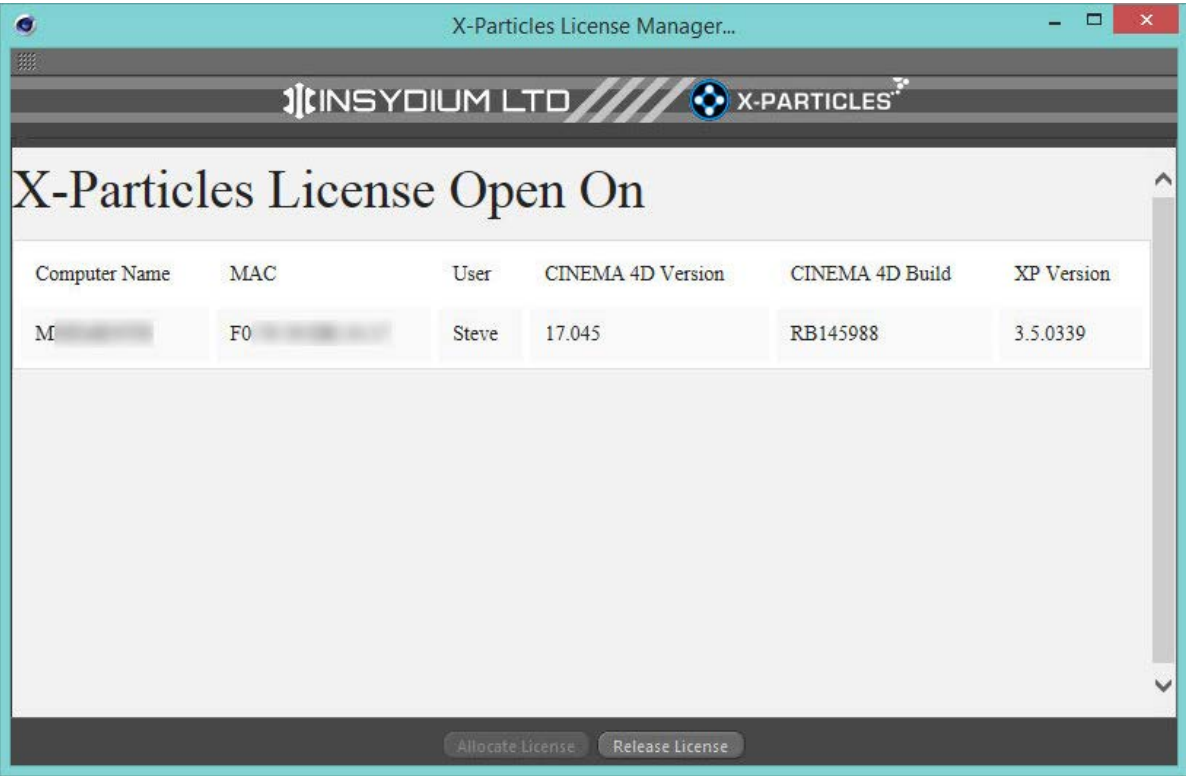 X-Particles License Manager...
INSYDIUM LTD X-PARTICLES
X-Particles License Open On
Computer Name MAC User CINEMA 4D Version CINEMA 4D Build XP Version
M F0 Steve 17.045 RB145988 3.5.0339
Allocate License Release License